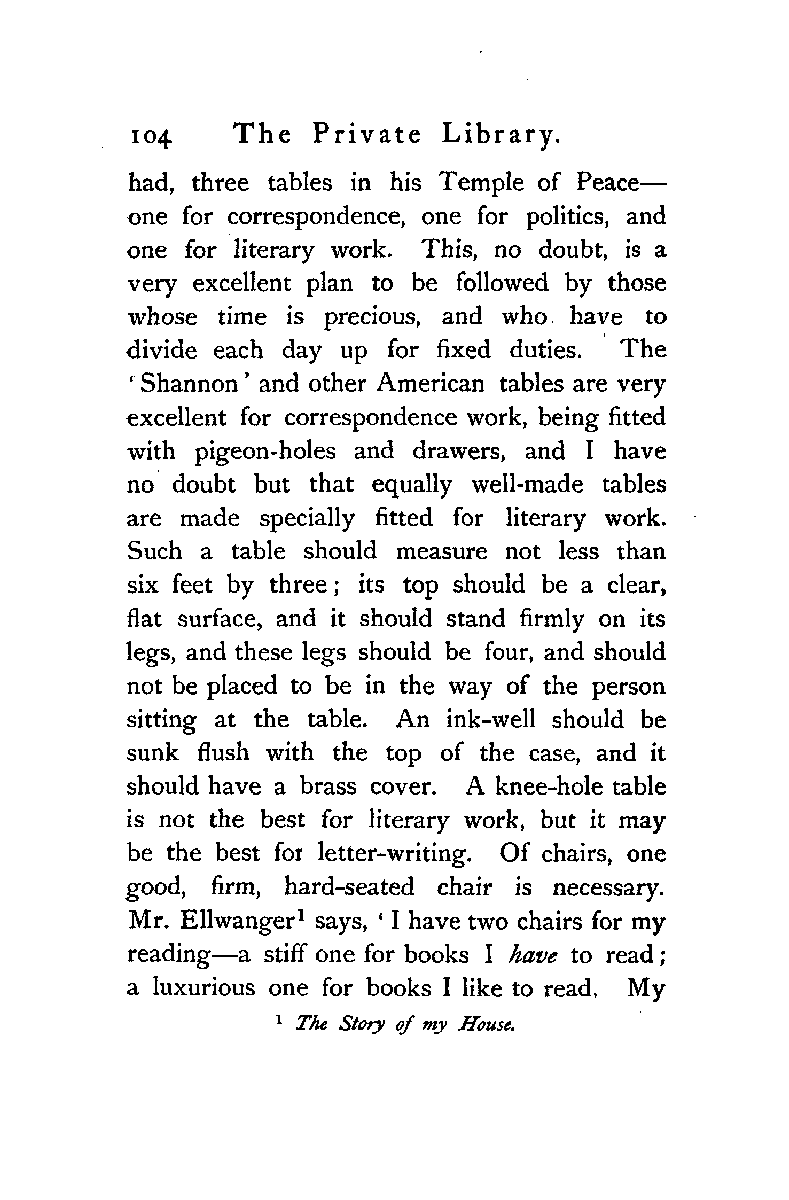 104 The Private Library.
had, three tables in his Temple of Peace—
one for correspondence, one for politics, and
one for literary work. This, no doubt, is a
very excellent plan to be followed by those
whose time is precious, and who have to
divide each day up for fixed duties. The
‘Shannon’ and other American tables are very
excellent for correspondence work, being fitted
with pigeon-holes and drawers, and I have
no doubt but that equally well-made tables
are made specially fitted for literary work.
Such a table should measure not less than
six feet by three; its top should be a clear,
flat surface, and it should stand firmly on its
legs, and these legs should be four, and should
not be placed to be in the way of the person
sitting at the table. An ink-well should be
sunk flush with the top of the case, and it
should have a brass cover. A knee-hole table
is not the best for literary work, but it may
be the best for letter-writing. Of chairs, one
good, firm, hard-seated chair is necessary.
Mr. Ellwanger¹ says, ‘I have two chairs for my
reading—a stiff one for books I have to read;
a luxurious one for books I like to read. My
¹ The Story of my House.